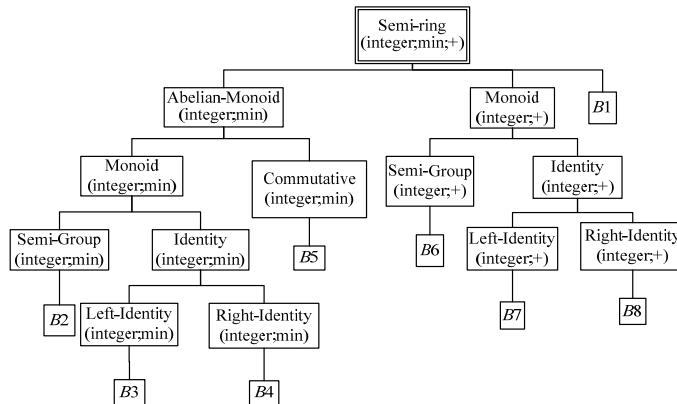 Semi-ring
(integer;min;+)
Abelian-Monoid
(integer;min)
Monoid
(integer;+)
B1
Monoid
(integer;min)
Commutative
(integer;min)
Semi-Group
(integer;+)
Identity
(integer;+)
Semi-Group
(integer;min)
Identity
(integer;min)
B5
B6
Left-Identity
(integer;+)
Right-Identity
(integer;+)
B2
Left-Identity
(integer;min)
Right-Identity
(integer;min)
B7
B8
B3
B4